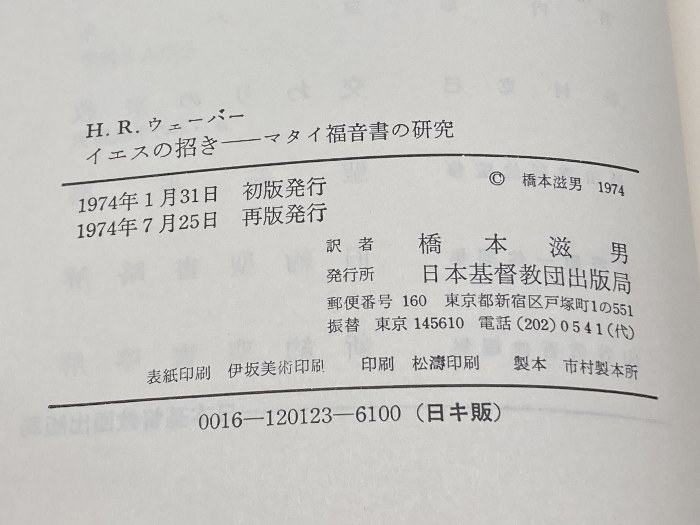 H. R. ウェーバー
イエスの招き――マタイ福音書の研究
1974年1月31日 初版発行
1974年7月25日 再版発行
© 橋本滋男 1974
訳者 橋本滋男
発行所 日本基督教団出版局
郵便番号 160 東京都新宿区戸塚町1の551
振替 東京 145610 電話 (202) 0541 (代)
表紙印刷 伊坂美術印刷 印刷 松濤印刷 製本 市村製本所
0016―120123―6100 (日キ販)